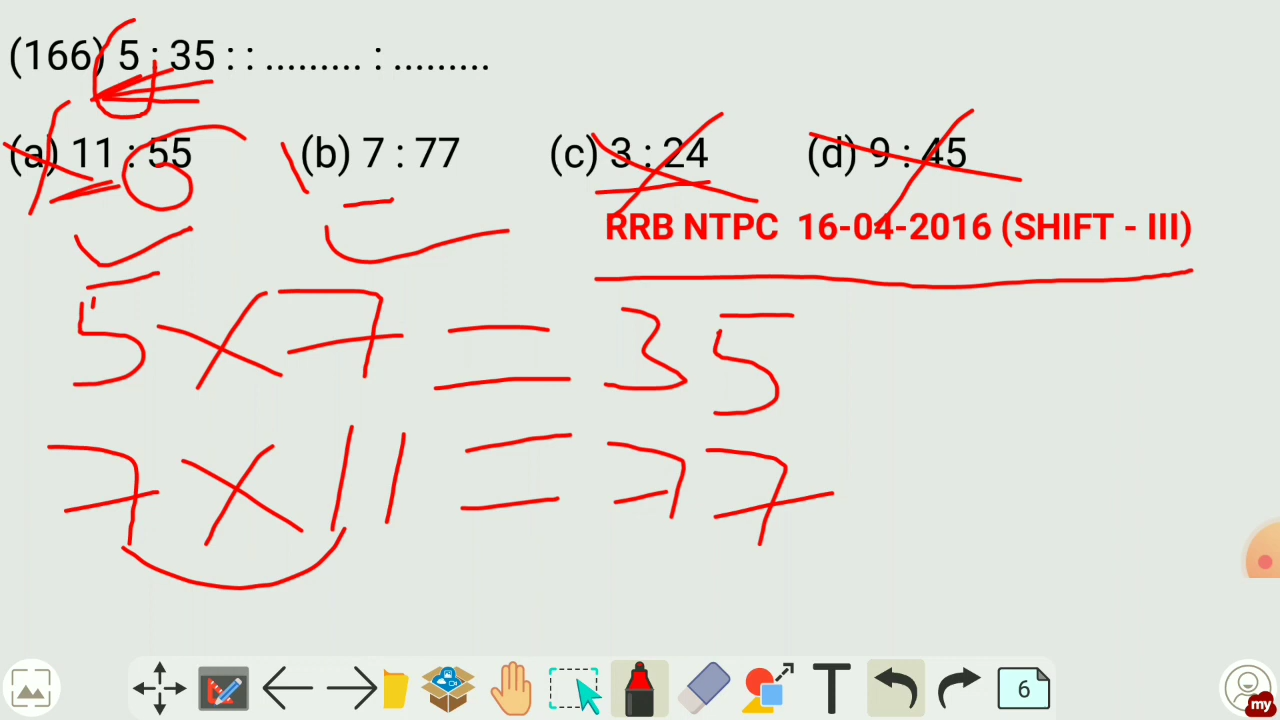 (166) 5 : 35 : : ......... : .........
(a) 11 : 55 (b) 7 : 77 (c) 3 : 24 (d) 9 : 45
RRB NTPC 16-04-2016 (SHIFT - III)
5 × 7 = 35
7 × 11 = 77
T 6
my